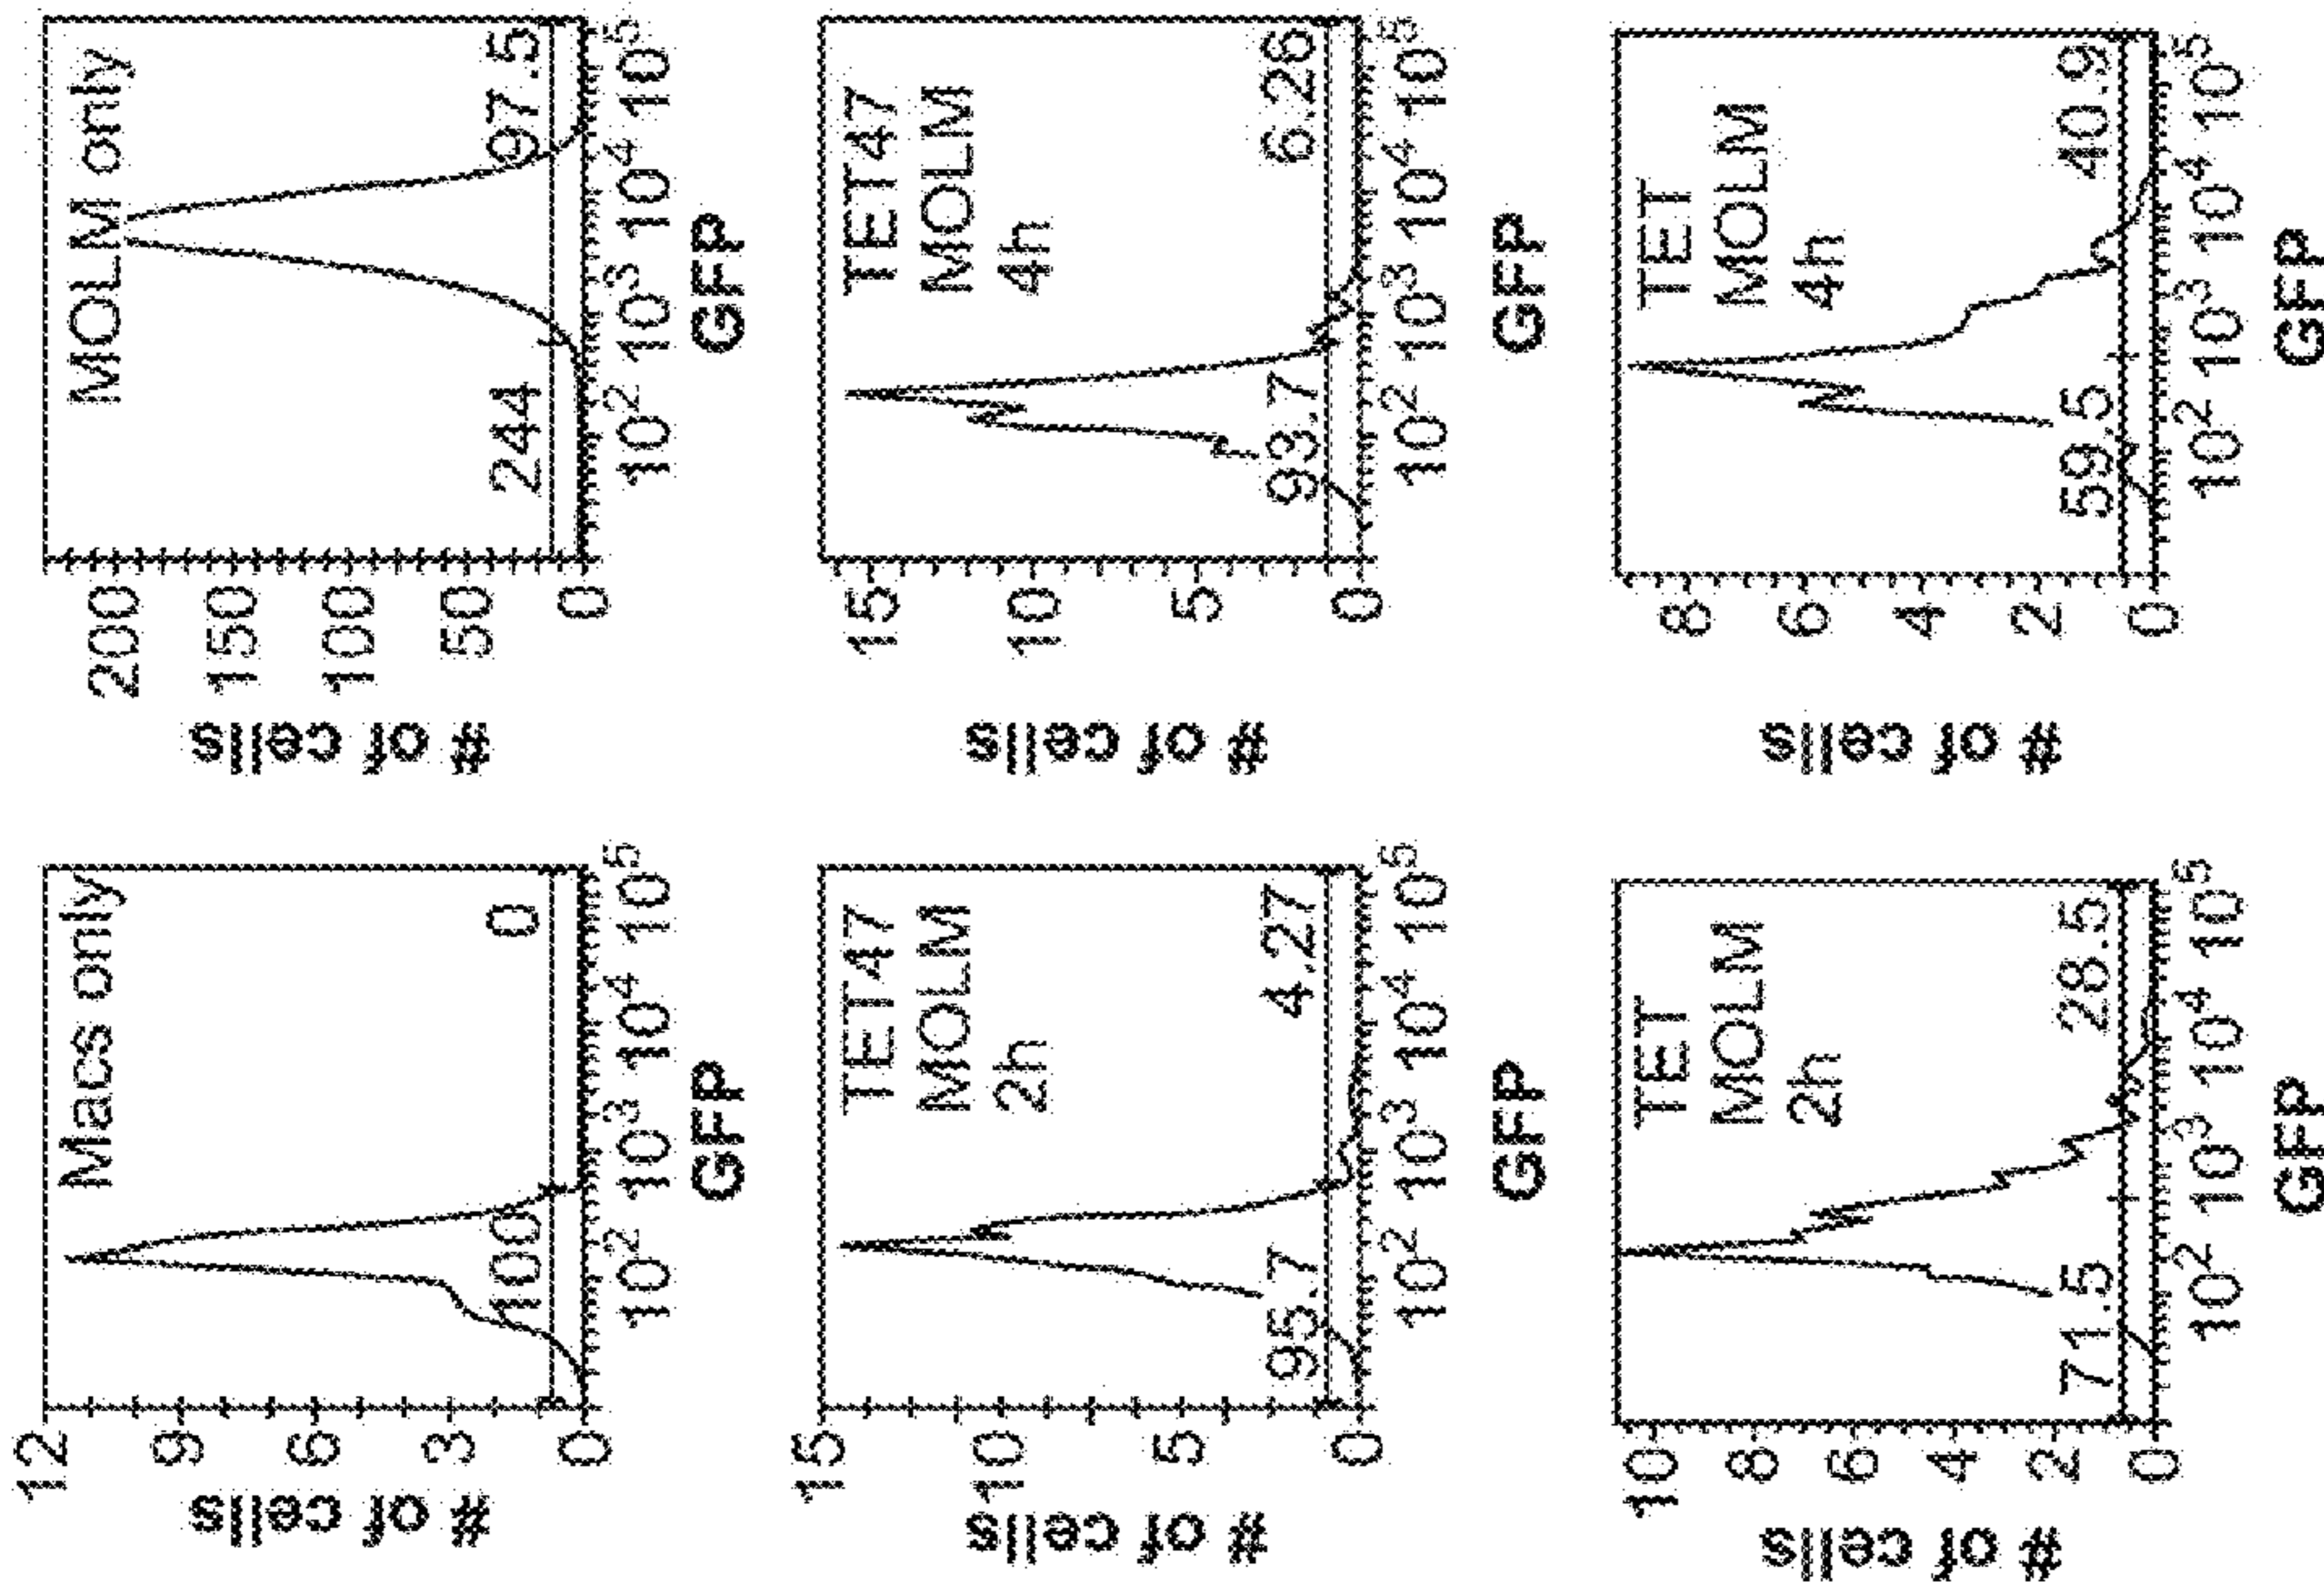 Macs only
12
9
6
3
0
# of cells
100
0
10² 10³ 10⁴ 10⁵
GFP
MOLM only
200
150
100
50
0
# of cells
244
97.5
10² 10³ 10⁴ 10⁵
GFP
TET47
MOLM
2h
15
10
5
0
# of cells
95.7
4.27
10² 10³ 10⁴ 10⁵
GFP
TET47
MOLM
4h
15
10
5
0
# of cells
93.7
6.26
10² 10³ 10⁴ 10⁵
GFP
TET
MOLM
2h
10
8
6
4
2
0
# of cells
71.5
28.5
10² 10³ 10⁴ 10⁵
GFP
TET
MOLM
4h
8
6
4
2
0
# of cells
59.5
40.9
10² 10³ 10⁴ 10⁵
GFP